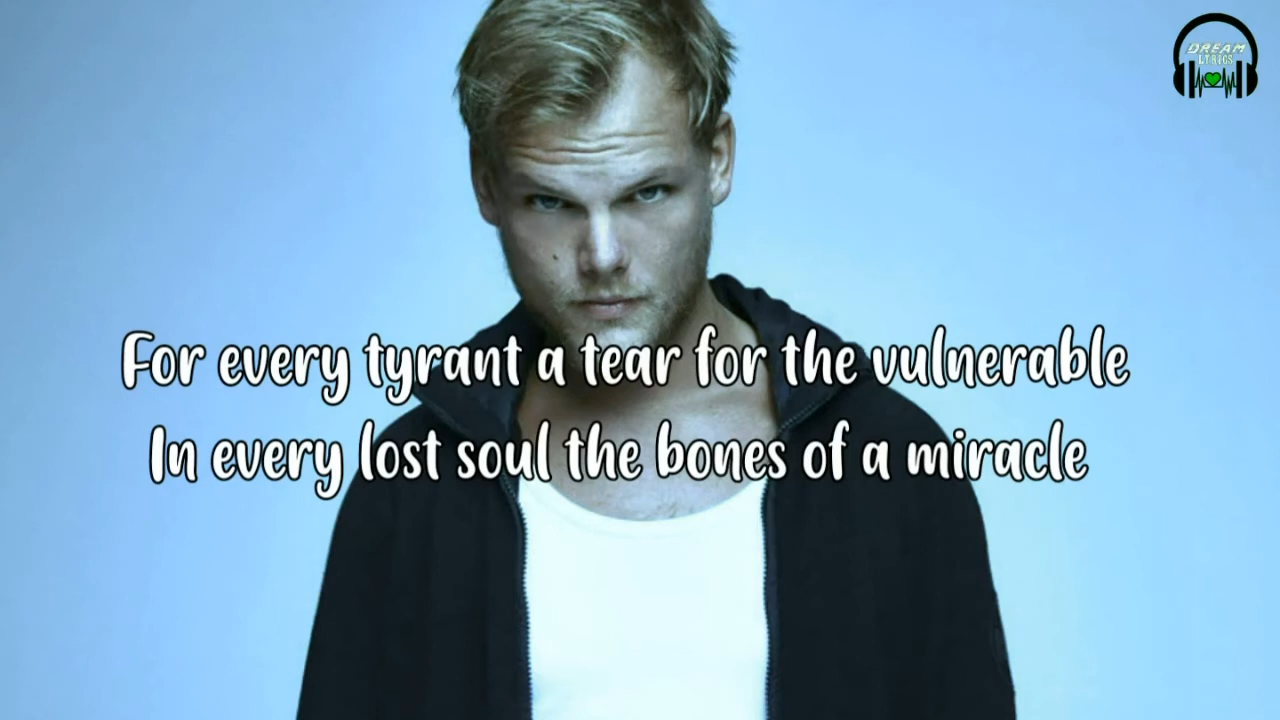 DREAM
LYRICS
For every tyrant a tear for the vulnerable
In every lost soul the bones of a miracle